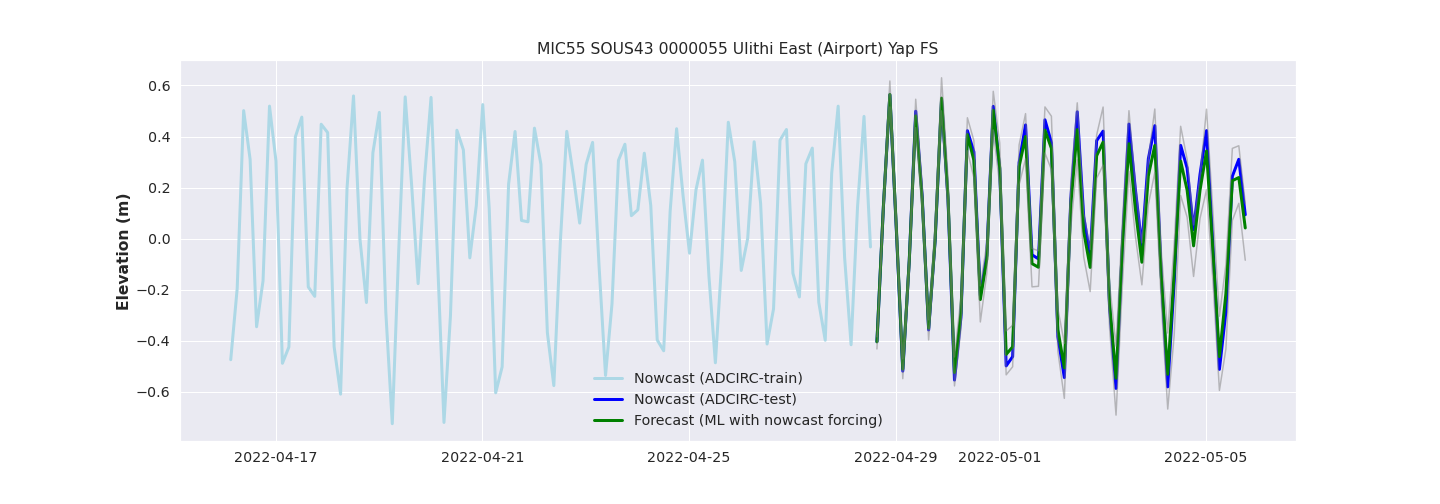 MIC55 SOUS43 0000055 Ulithi East (Airport) Yap FS
Elevation (m)
0.6
0.4
0.2
0.0
−0.2
−0.4
−0.6
Nowcast (ADCIRC-train)
Nowcast (ADCIRC-test)
Forecast (ML with nowcast forcing)
2022-04-17 2022-04-21 2022-04-25 2022-04-29 2022-05-01 2022-05-05